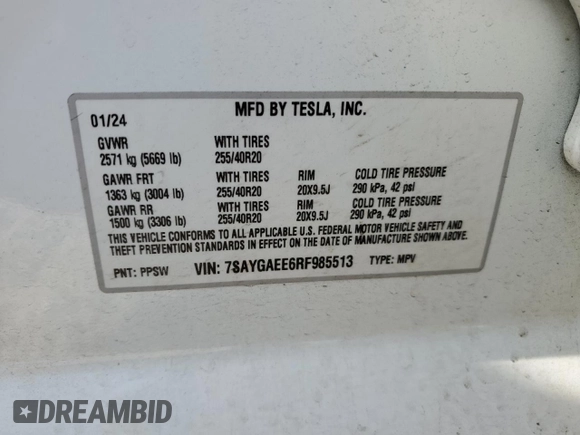 01/24 MFD BY TESLA, INC.
GVWR WITH TIRES
2571 kg (5669 lb) 255/40R20
GAWR FRT WITH TIRES RIM COLD TIRE PRESSURE
1363 kg (3004 lb) 255/40R20 20X9.5J 290 kPa, 42 psi
GAWR RR WITH TIRES RIM COLD TIRE PRESSURE
1500 kg (3306 lb) 255/40R20 20X9.5J 290 kPa, 42 psi
THIS VEHICLE CONFORMS TO ALL APPLICABLE U.S. FEDERAL MOTOR VEHICLE SAFETY AND
THEFT PREVENTION STANDARDS IN EFFECT ON THE DATE OF MANUFACTURE SHOWN ABOVE.
PNT: PPSW VIN: 7SAYGAEE6RF985513 TYPE: MPV
DREAMBID